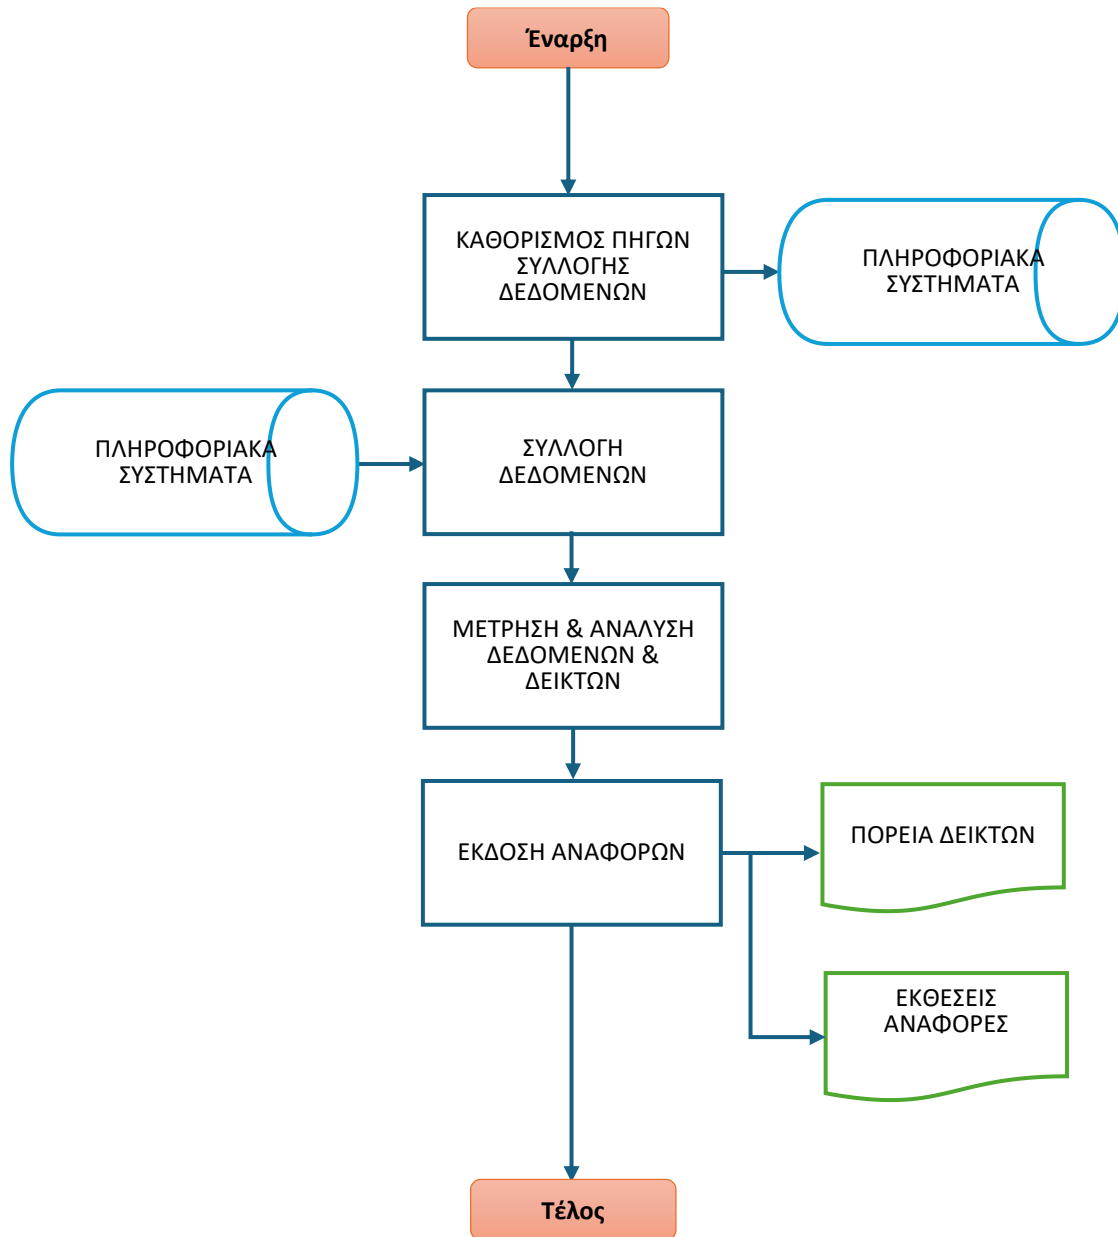 Έναρξη
ΚΑΘΟΡΙΣΜΟΣ ΠΗΓΩΝ
ΣΥΛΛΟΓΗΣ
ΔΕΔΟΜΕΝΩΝ
ΠΛΗΡΟΦΟΡΙΑΚΑ
ΣΥΣΤΗΜΑΤΑ
ΠΛΗΡΟΦΟΡΙΑΚΑ
ΣΥΣΤΗΜΑΤΑ
ΣΥΛΛΟΓΗ
ΔΕΔΟΜΕΝΩΝ
ΜΕΤΡΗΣΗ & ΑΝΑΛΥΣΗ
ΔΕΔΟΜΕΝΩΝ &
ΔΕΙΚΤΩΝ
ΕΚΔΟΣΗ ΑΝΑΦΟΡΩΝ
ΠΟΡΕΙΑ ΔΕΙΚΤΩΝ
ΕΚΘΕΣΕΙΣ
ΑΝΑΦΟΡΕΣ
Τέλος